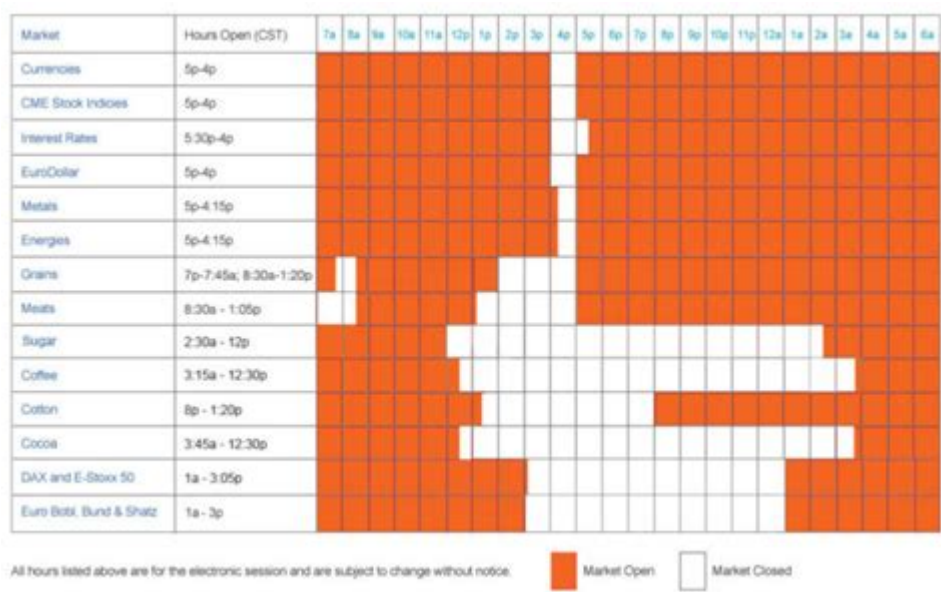 Market Hours Open (CST) 7a 8a 9a 10a 11a 12p 1p 2p 3p 4p 5p 6p 7p 8p 9p 10p 11p 12a 1a 2a 3a 4a 5a 6a
Currencies 5p-4p
CME Stock Indicies 5p-4p
Interest Rates 5:30p-4p
EuroDollar 5p-4p
Metals 5p-4:15p
Energies 5p-4:15p
Grains 7p-7:45a; 8:30a-1:20p
Meats 8:30a - 1:05p
Sugar 2:30a - 12p
Coffee 3:15a - 12:30p
Cotton 8p - 1:20p
Cocoa 3:45a - 12:30p
DAX and E-Stoxx 50 1a - 3:05p
Euro Bobl, Bund & Shatz 1a - 3p
All hours listed above are for the electronic session and are subject to change without notice. Market Open Market Closed